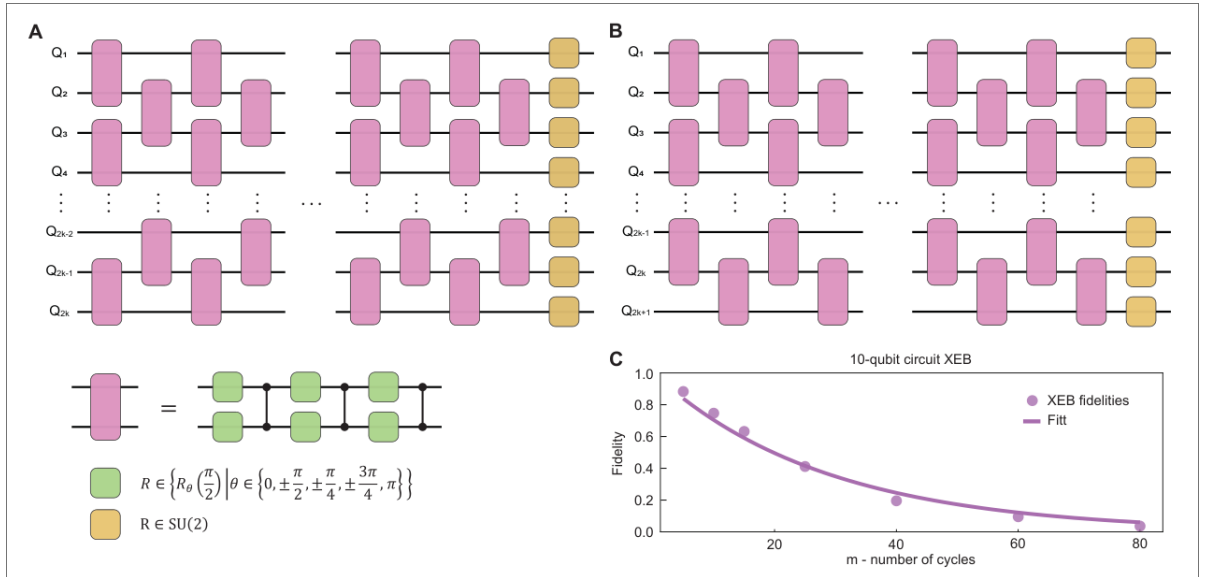 A
Q₁
Q₂
Q₃
Q₄
...
Q₂ₖ₋₂
Q₂ₖ₋₁
Q₂ₖ
B
Q₁
Q₂
Q₃
Q₄
...
Q₂ₖ₋₁
Q₂ₖ
Q₂ₖ₊₁
=
R ∈ {R_θ(π/2) | θ ∈ {0, ±π/2, ±π/4, ±3π/4, π}}
R ∈ SU(2)
C
10-qubit circuit XEB
Fidelity
1.0
0.8
0.6
0.4
0.2
0.0
XEB fidelities
Fitt
20
40
60
80
m - number of cycles